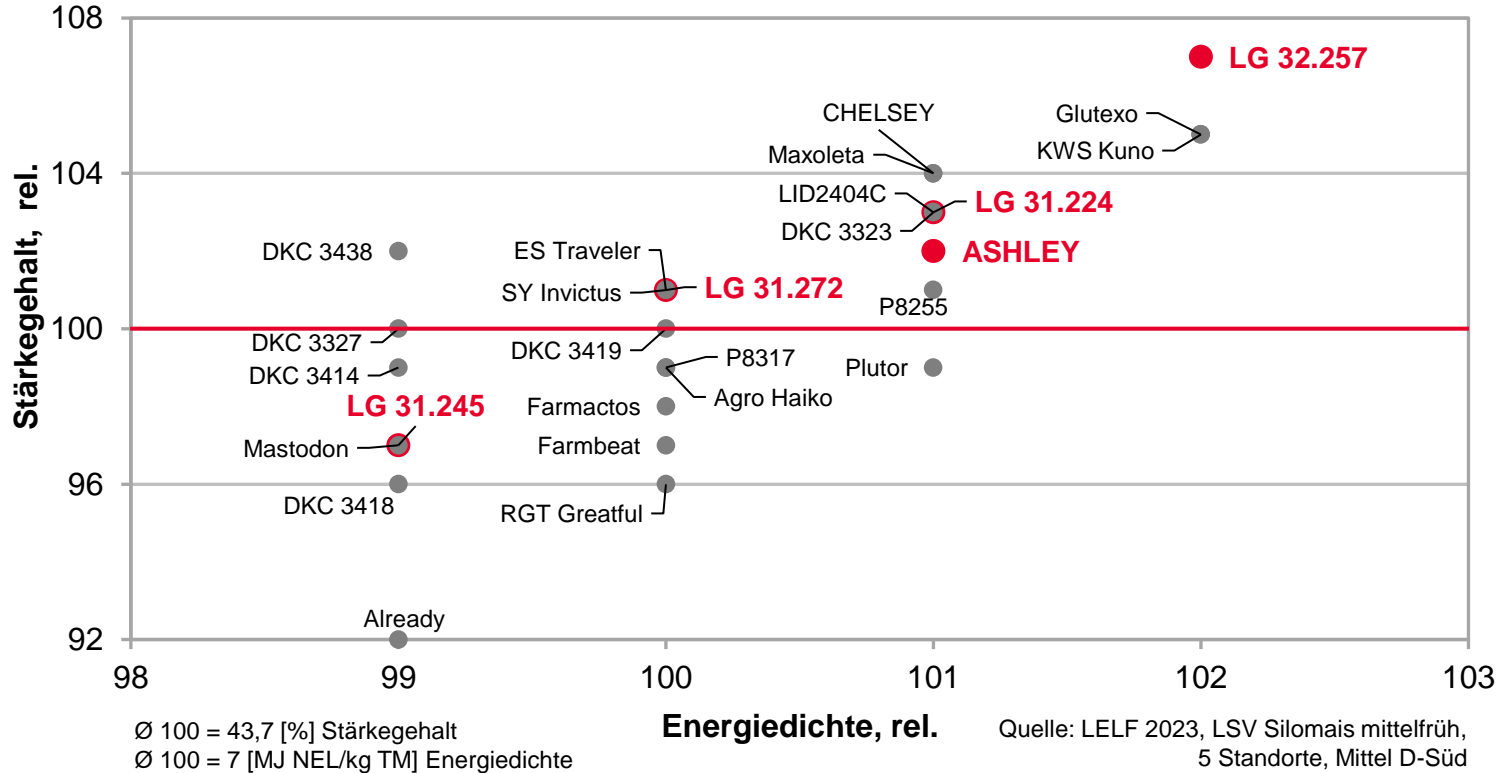 108
104
100
96
92
Stärkegehalt, rel.
LG 32.257
Glutexo
CHELSEY
KWS Kuno
Maxoleta
LID2404C
LG 31.224
DKC 3323
DKC 3438
ES Traveler
ASHLEY
SY Invictus
LG 31.272
P8255
DKC 3327
DKC 3419
P8317
Plutor
DKC 3414
Agro Haiko
LG 31.245
Farmactos
Mastodon
Farmbeat
DKC 3418
RGT Greatful
Already
98
99
100
101
102
103
Energiedichte, rel.
Ø 100 = 43,7 [%] Stärkegehalt
Ø 100 = 7 [MJ NEL/kg TM] Energiedichte
Quelle: LELF 2023, LSV Silomais mittelfrüh,
5 Standorte, Mittel D-Süd